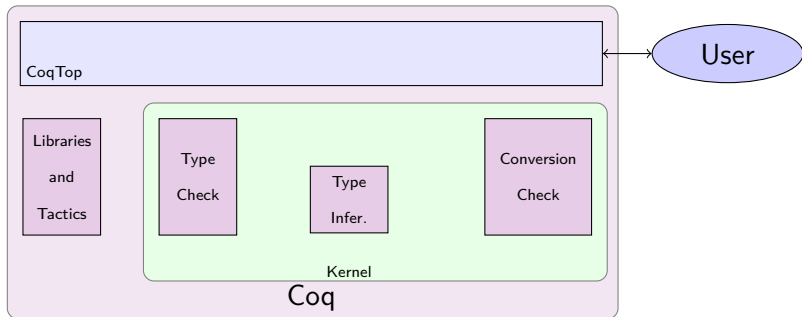 User
CoqTop
Libraries
and
Tactics
Type
Check
Type
Infer.
Conversion
Check
Kernel
Coq